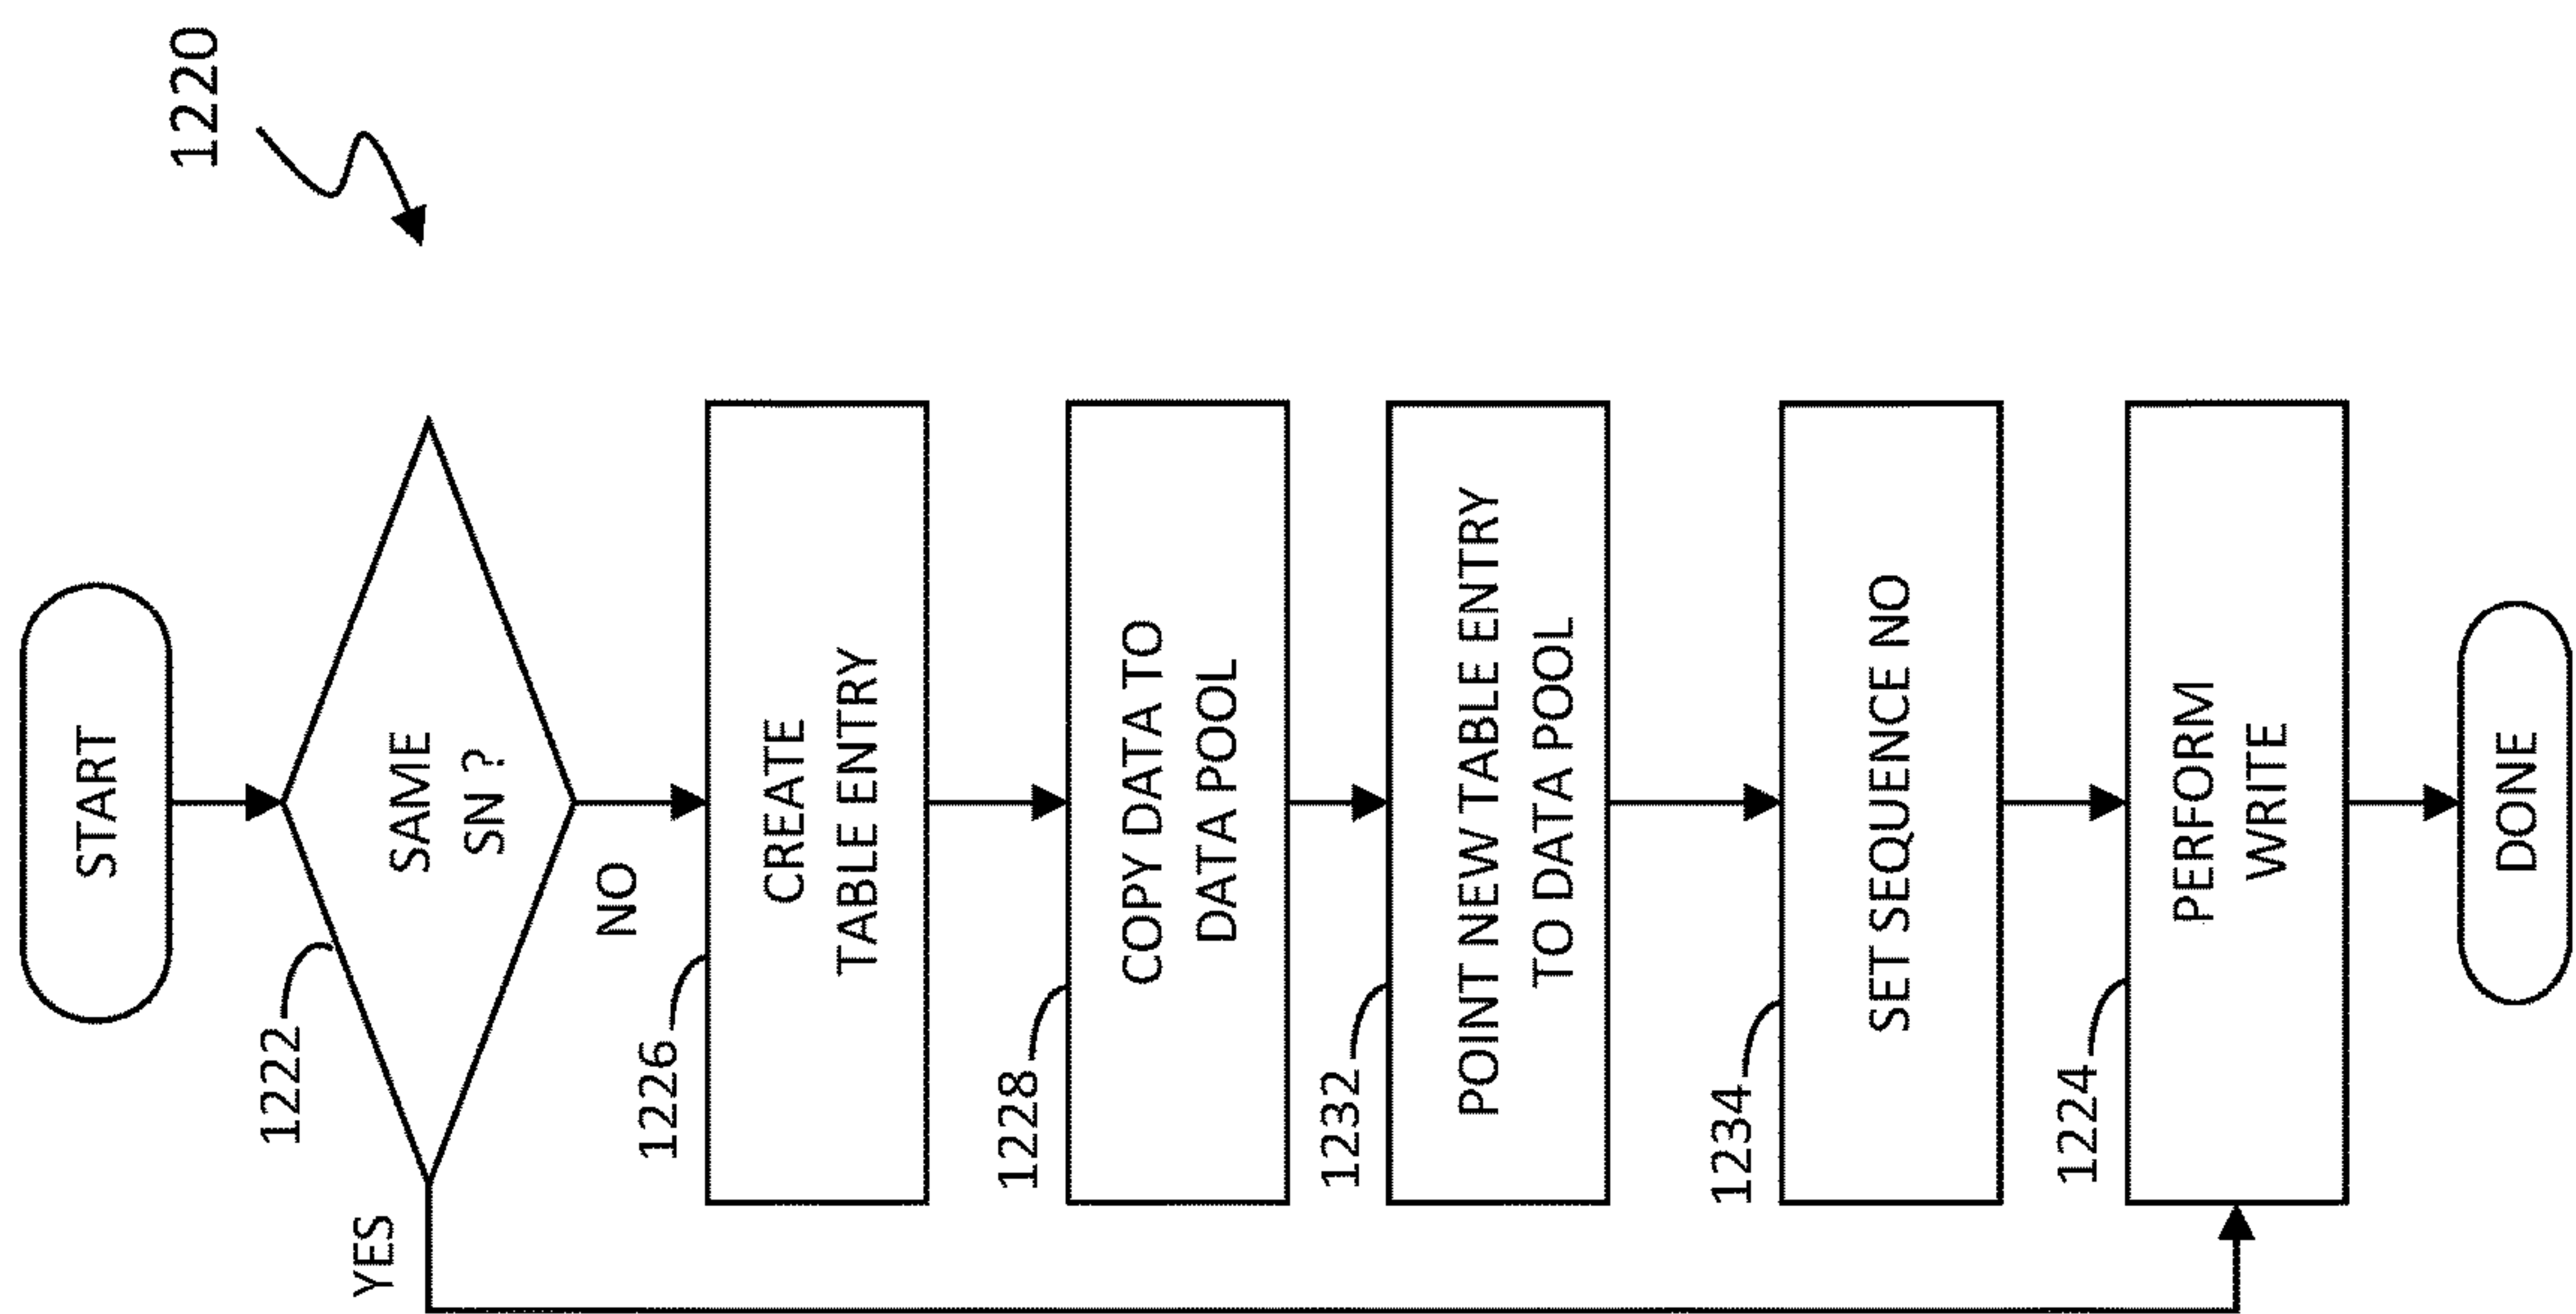 1220
START
1222
SAME
SN ?
YES
NO
1226
CREATE
TABLE ENTRY
1228
COPY DATA TO
DATA POOL
1232
POINT NEW TABLE ENTRY
TO DATA POOL
1234
SET SEQUENCE NO
1224
PERFORM
WRITE
DONE